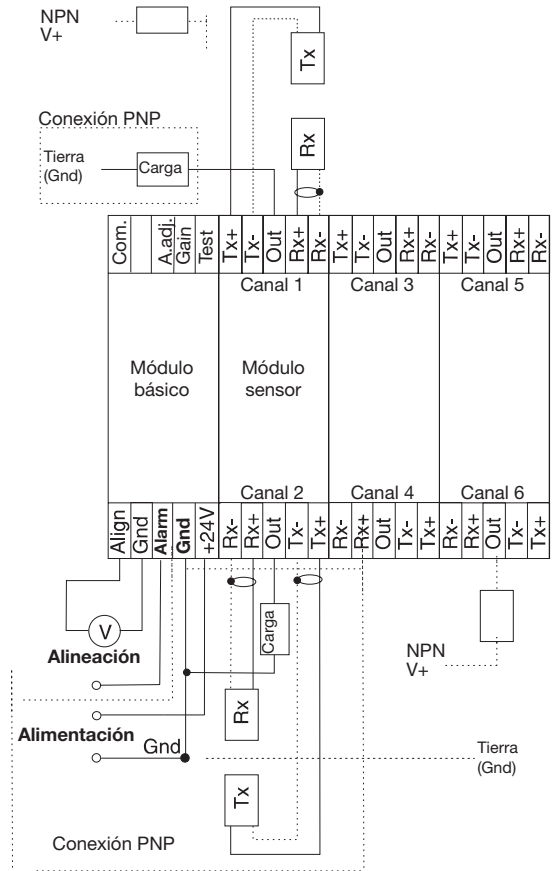 NPN
V+
Tx
Conexión PNP
Rx
Tierra
(Gnd)
Carga
Com.
A.adj.
Gain
Test
Tx+
Tx-
Out
Rx+
Rx-
Tx+
Tx-
Out
Rx+
Rx-
Tx+
Tx-
Out
Rx+
Rx-
Canal 1
Canal 3
Canal 5
Módulo
básico
Módulo
sensor
Canal 2
Canal 4
Canal 6
Align
Gnd
Alarm
Gnd
+24V
Rx-
Rx+
Out
Tx-
Tx+
Rx-
Rx+
Out
Tx-
Tx+
Rx-
Rx+
Out
Tx-
Tx+
V
Carga
Alineación
NPN
V+
Rx
Alimentación
Gnd
Tierra
(Gnd)
Tx
Conexión PNP